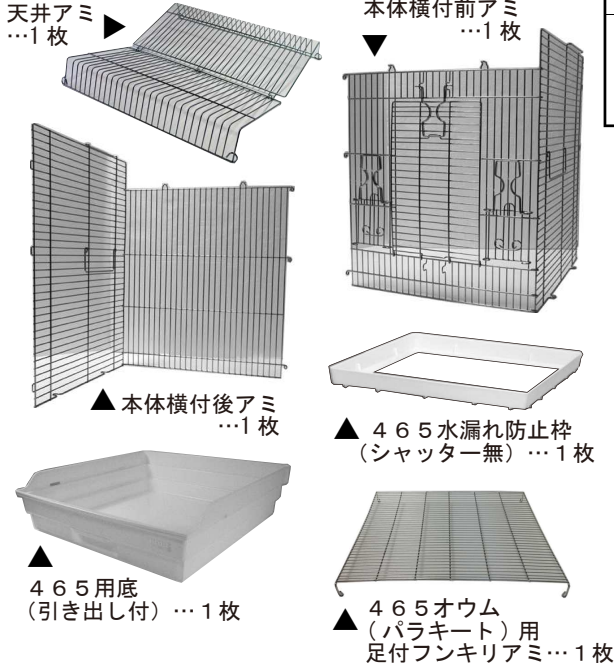 天井アミ
…1枚
本体横付前アミ
…1枚
本体横付後アミ
…1枚
４６５水漏れ防止枠
（シャッター無）…１枚
４６５用底
（引き出し付）…１枚
４６５オウム
（パラキート）用
足付フンキリアミ…１枚